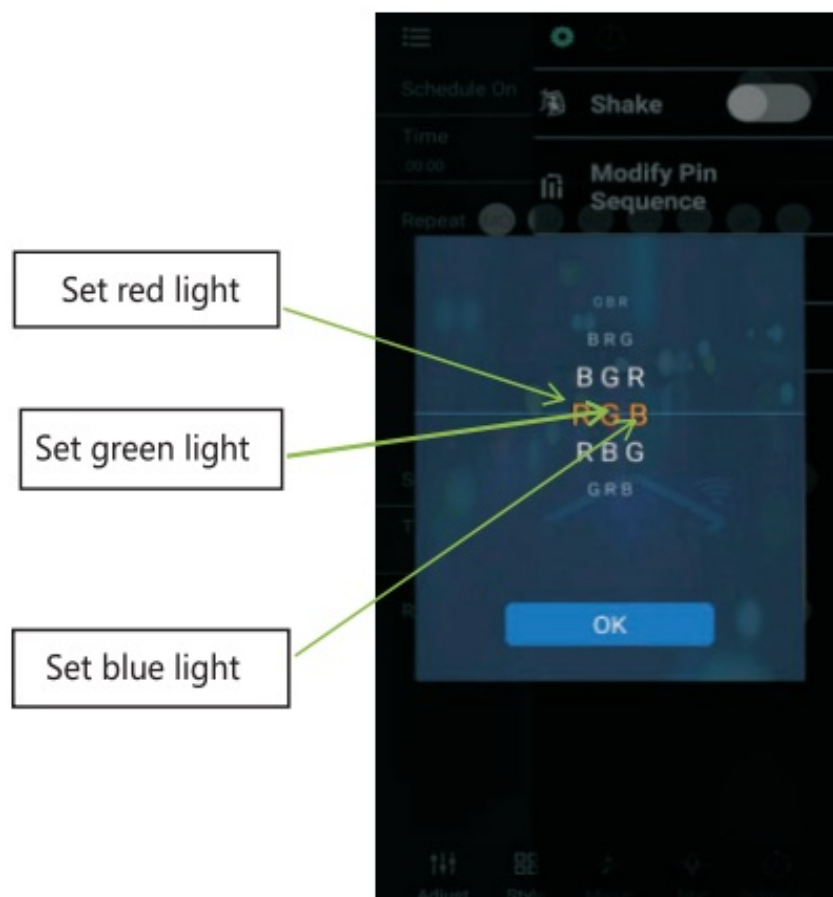 Schedule On
Shake
Time
00:00
Modify Pin
Sequence
Repeat
Set red light
Set green light
Set blue light
GBR
BRG
BGR
RGB
RBG
GRB
OK
Adjust
Style